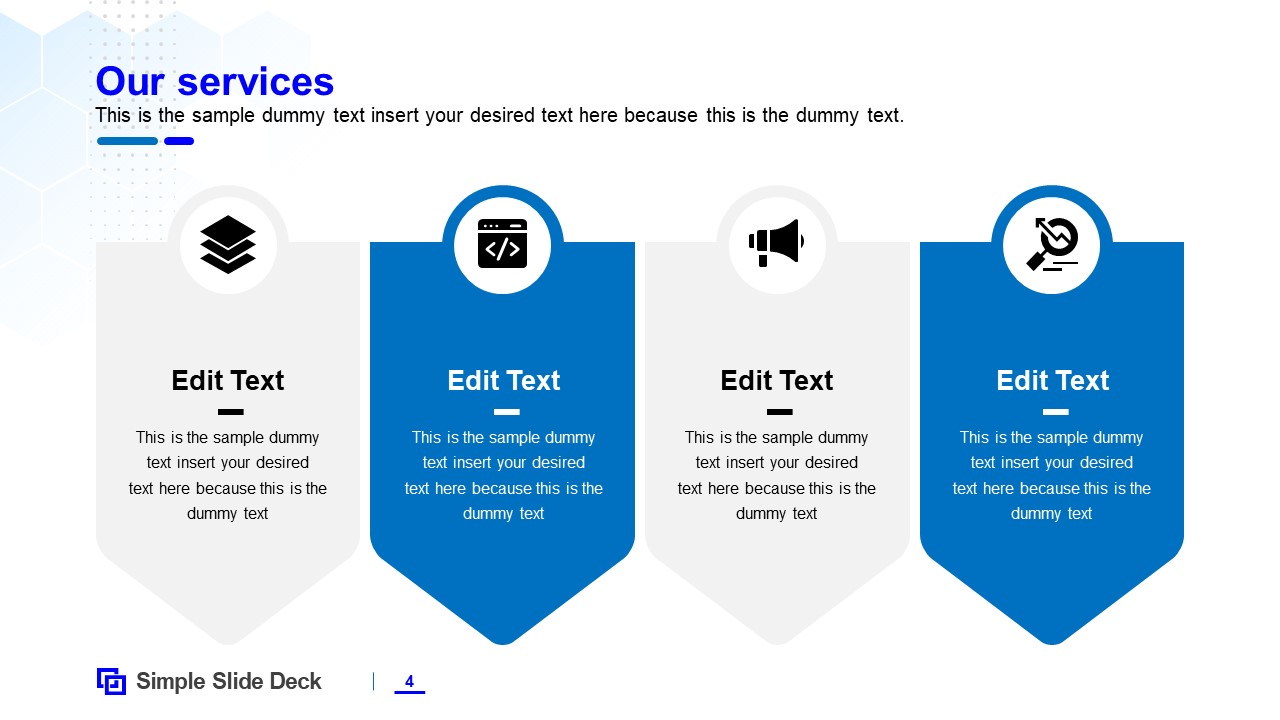 Our services
This is the sample dummy text insert your desired text here because this is the dummy text.
</>
Edit Text
This is the sample dummy
text insert your desired
text here because this is the
dummy text
Edit Text
This is the sample dummy
text insert your desired
text here because this is the
dummy text
Edit Text
This is the sample dummy
text insert your desired
text here because this is the
dummy text
Edit Text
This is the sample dummy
text insert your desired
text here because this is the
dummy text
Simple Slide Deck
4